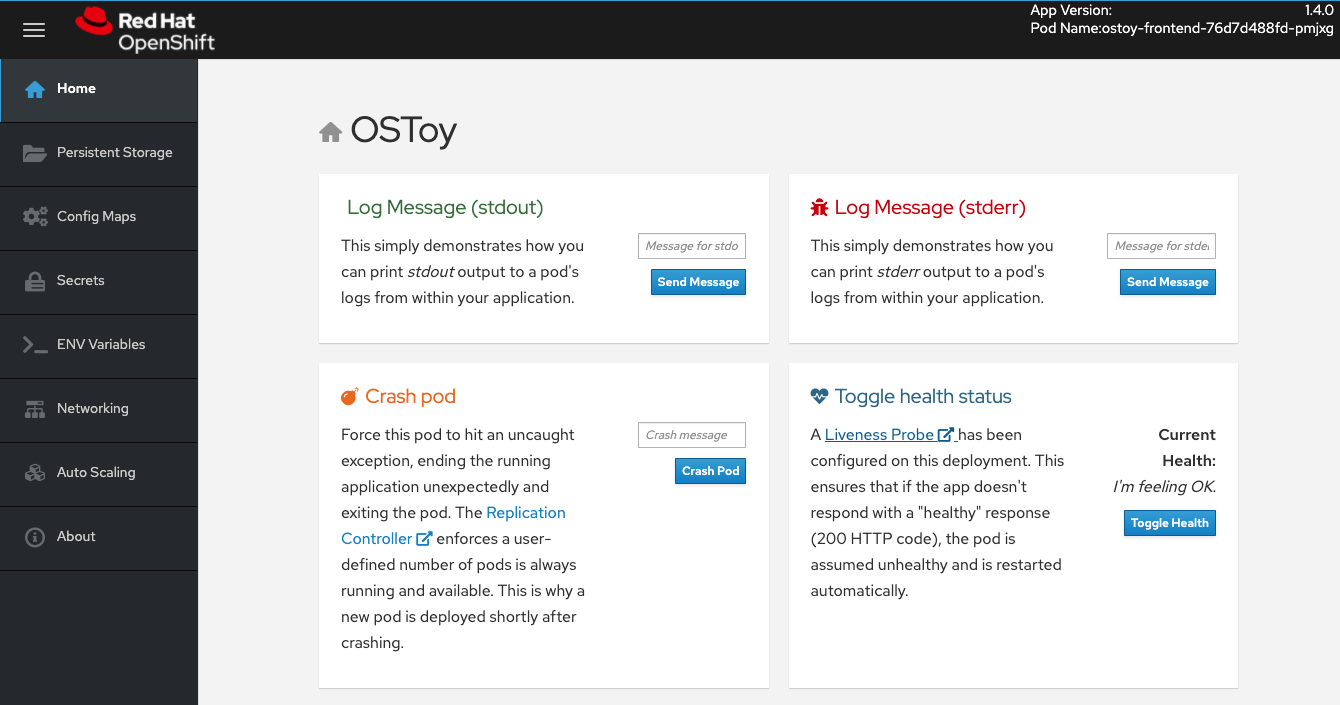 Red Hat
OpenShift
App Version: 1.4.0
Pod Name:ostoy-frontend-76d7d488fd-pmjxg
Home
Persistent Storage
Config Maps
Secrets
ENV Variables
Networking
Auto Scaling
About
OSToy
Log Message (stdout)
This simply demonstrates how you
can print stdout output to a pod's
logs from within your application.
Message for stdo
Send Message
Log Message (stderr)
This simply demonstrates how you
can print stderr output to a pod's
logs from within your application.
Message for stder
Send Message
Crash pod
Force this pod to hit an uncaught
exception, ending the running
application unexpectedly and
exiting the pod. The Replication
Controller enforces a user-
defined number of pods is always
running and available. This is why a
new pod is deployed shortly after
crashing.
Crash message
Crash Pod
Toggle health status
A Liveness Probe has been
configured on this deployment. This
ensures that if the app doesn't
respond with a "healthy" response
(200 HTTP code), the pod is
assumed unhealthy and is restarted
automatically.
Current
Health:
I'm feeling OK.
Toggle Health